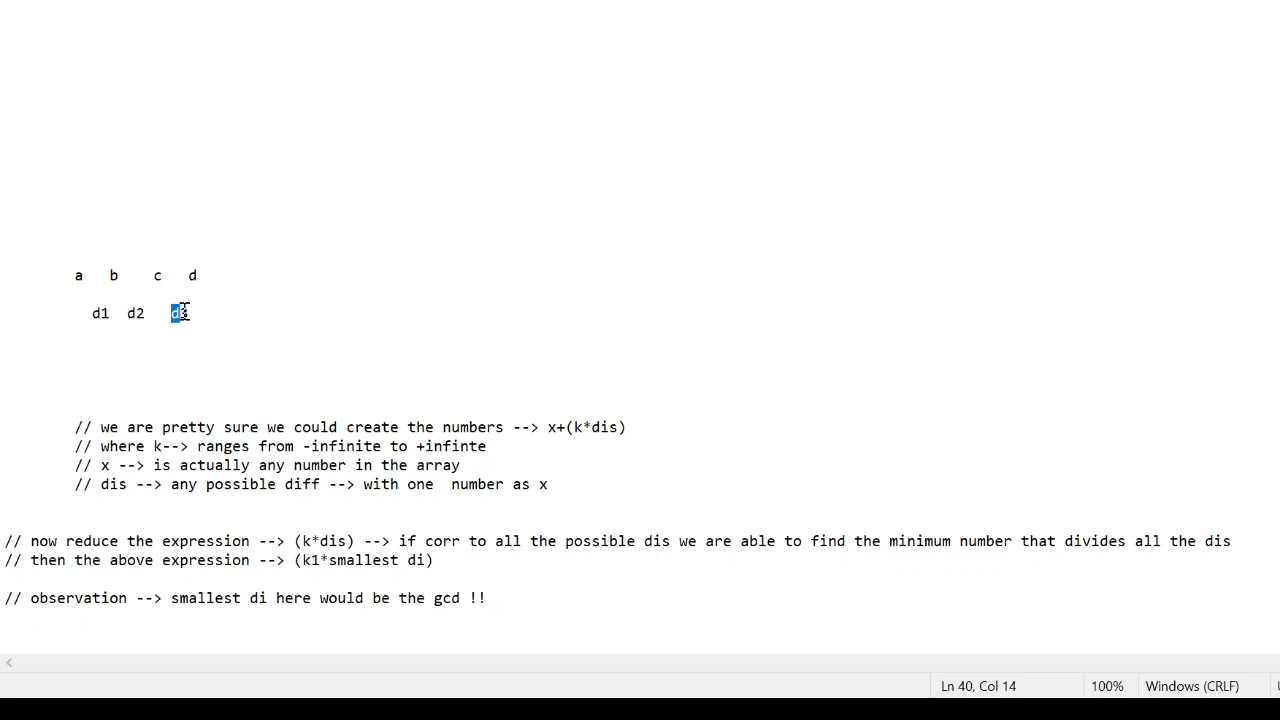 a b c d
d1 d2 d3
// we are pretty sure we could create the numbers --> x+(k*dis)
// where k--> ranges from -infinite to +infinte
// x --> is actually any number in the array
// dis --> any possible diff --> with one number as x
// now reduce the expression --> (k*dis) --> if corr to all the possible dis we are able to find the minimum number that divides all the dis
// then the above expression --> (k1*smallest di)
// observation --> smallest di here would be the gcd !!
Ln 40, Col 14 100% Windows (CRLF)